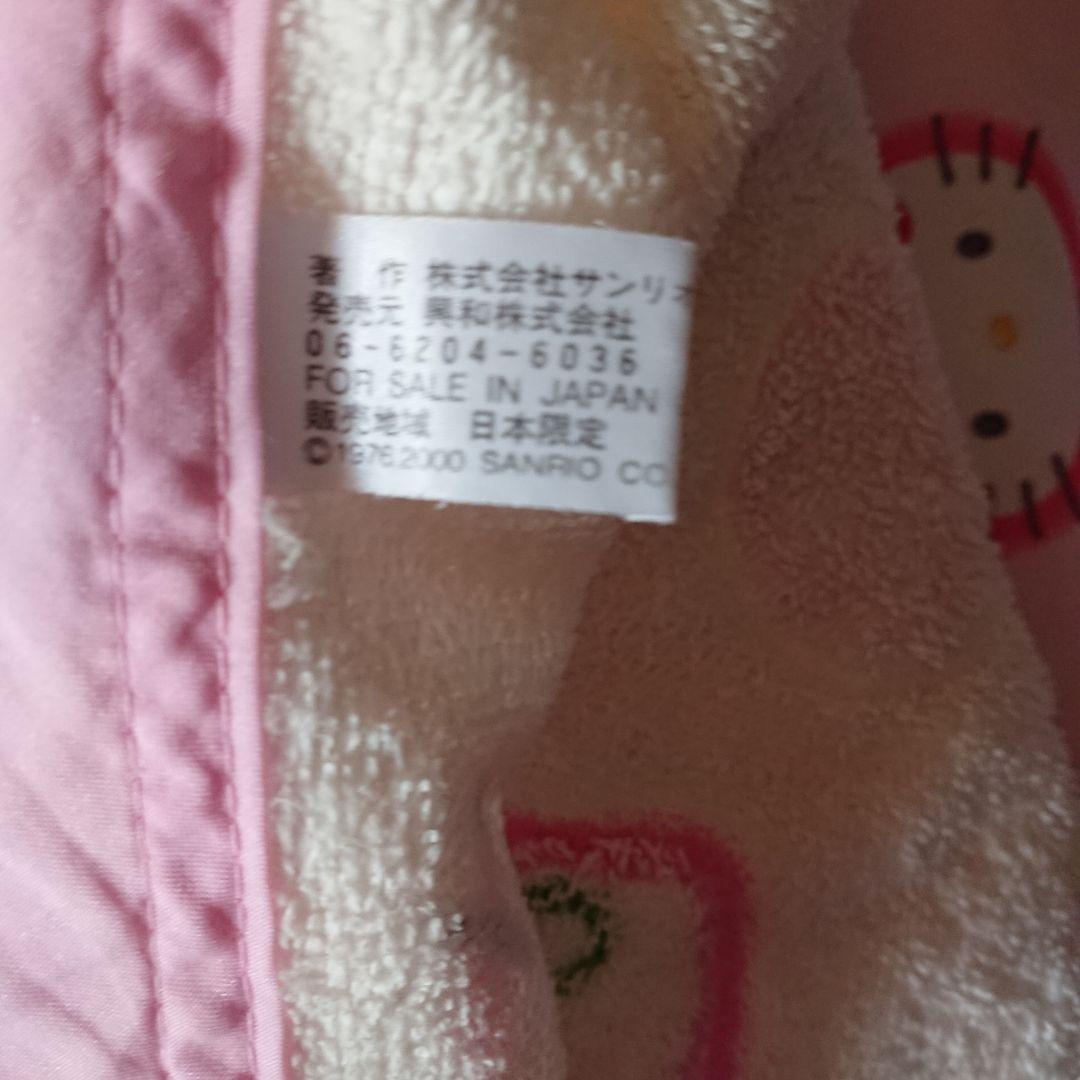 著 作 株式会社サンリオ
発売元 興和株式会社
06-6204-6036
FOR SALE IN JAPAN
販売地域 日本限定
©1976,2000 SANRIO CO